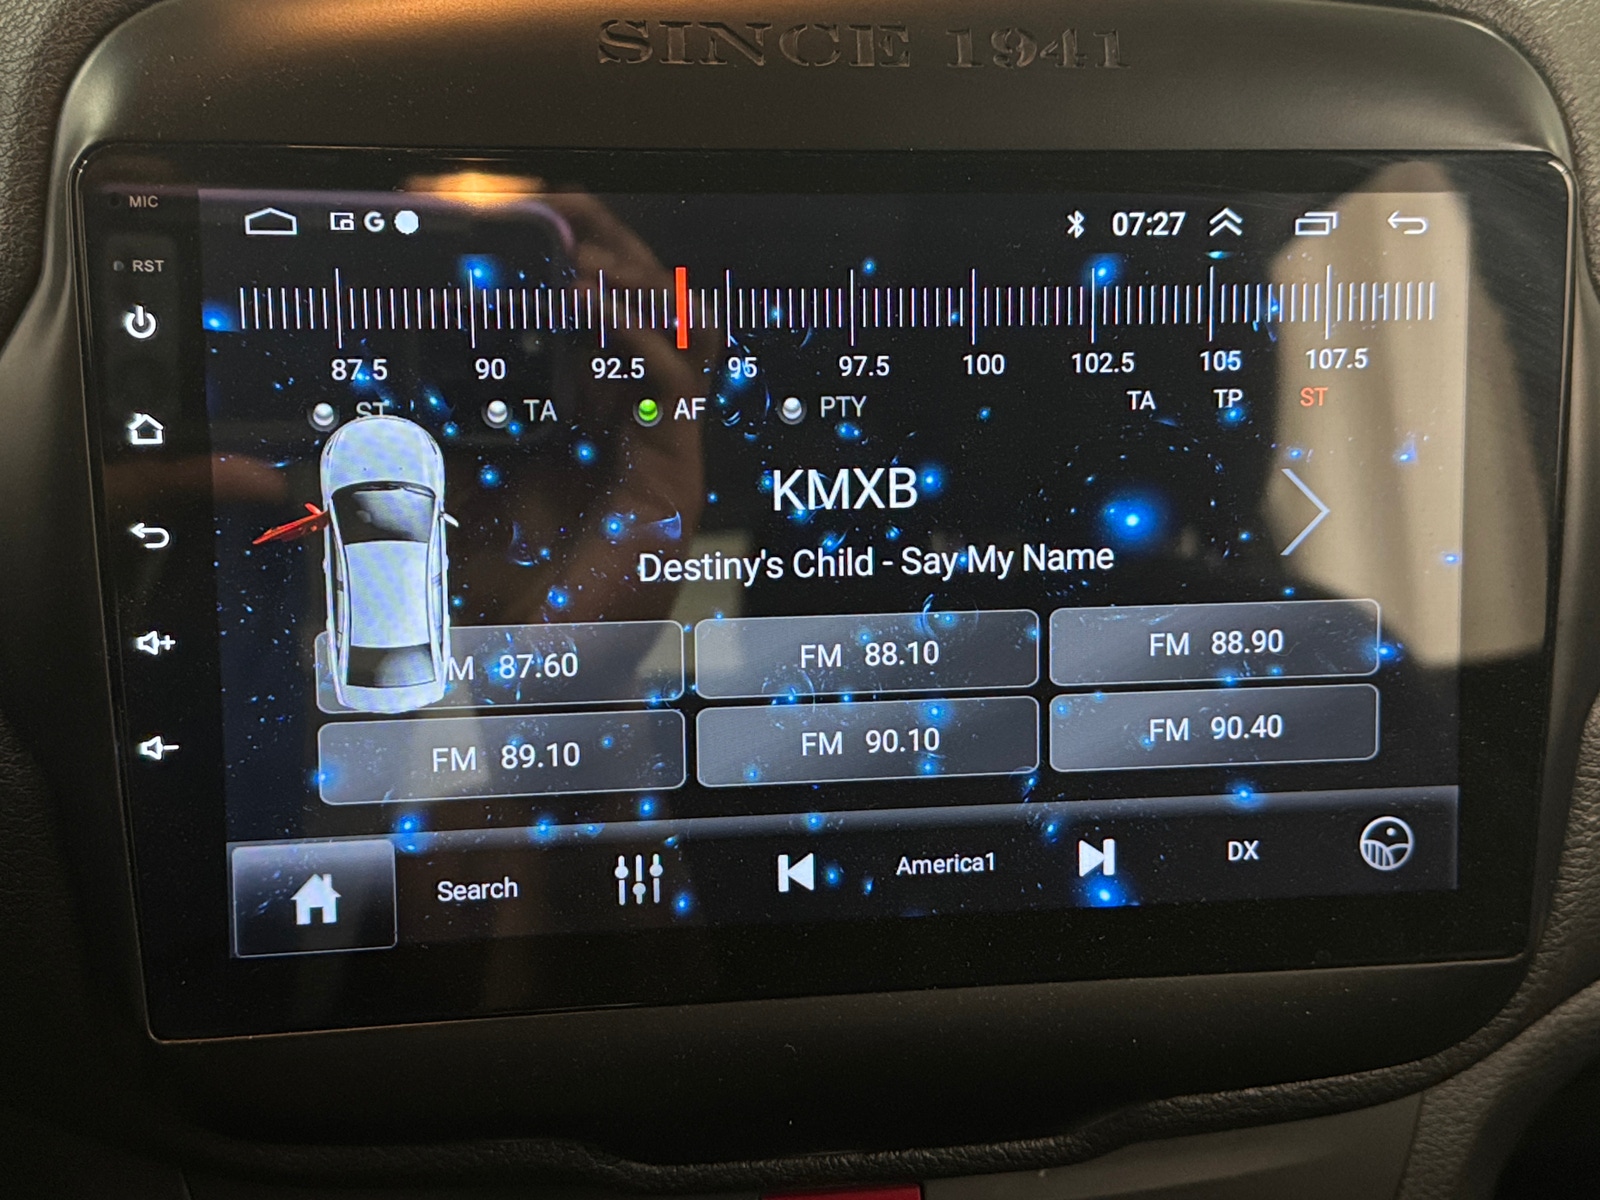 SINCE 1941
MIC
RST
G
07:27
87.5 90 92.5 95 97.5 100 102.5 105 107.5
ST TA AF PTY TA TP ST
KMXB
Destiny's Child - Say My Name
M 87.60 FM 88.10 FM 88.90
FM 89.10 FM 90.10 FM 90.40
Search America1 DX